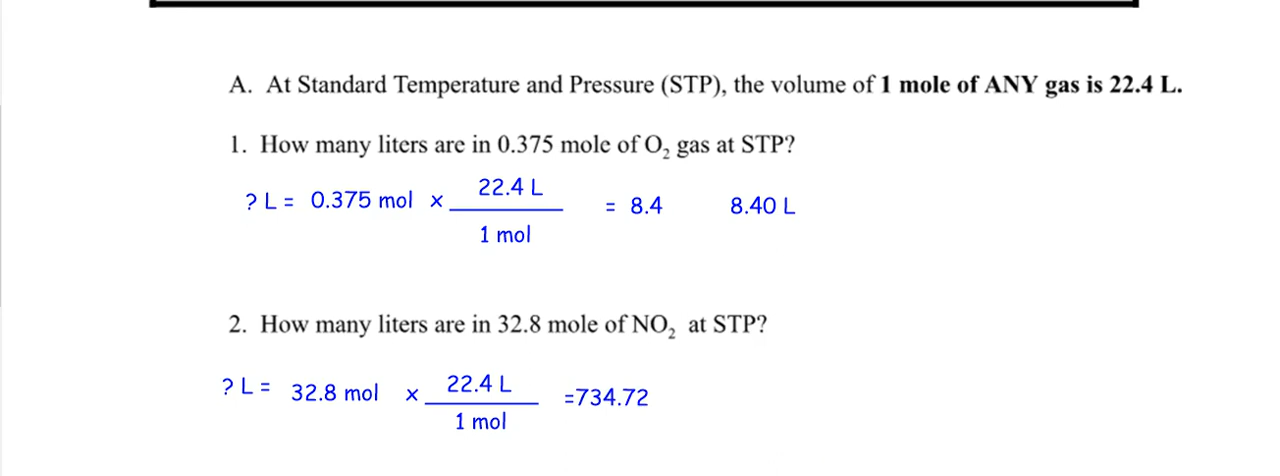 A. At Standard Temperature and Pressure (STP), the volume of 1 mole of ANY gas is 22.4 L.
1. How many liters are in 0.375 mole of O₂ gas at STP?
? L = 0.375 mol × 22.4 L / 1 mol = 8.4 8.40 L
2. How many liters are in 32.8 mole of NO₂ at STP?
? L = 32.8 mol × 22.4 L / 1 mol =734.72